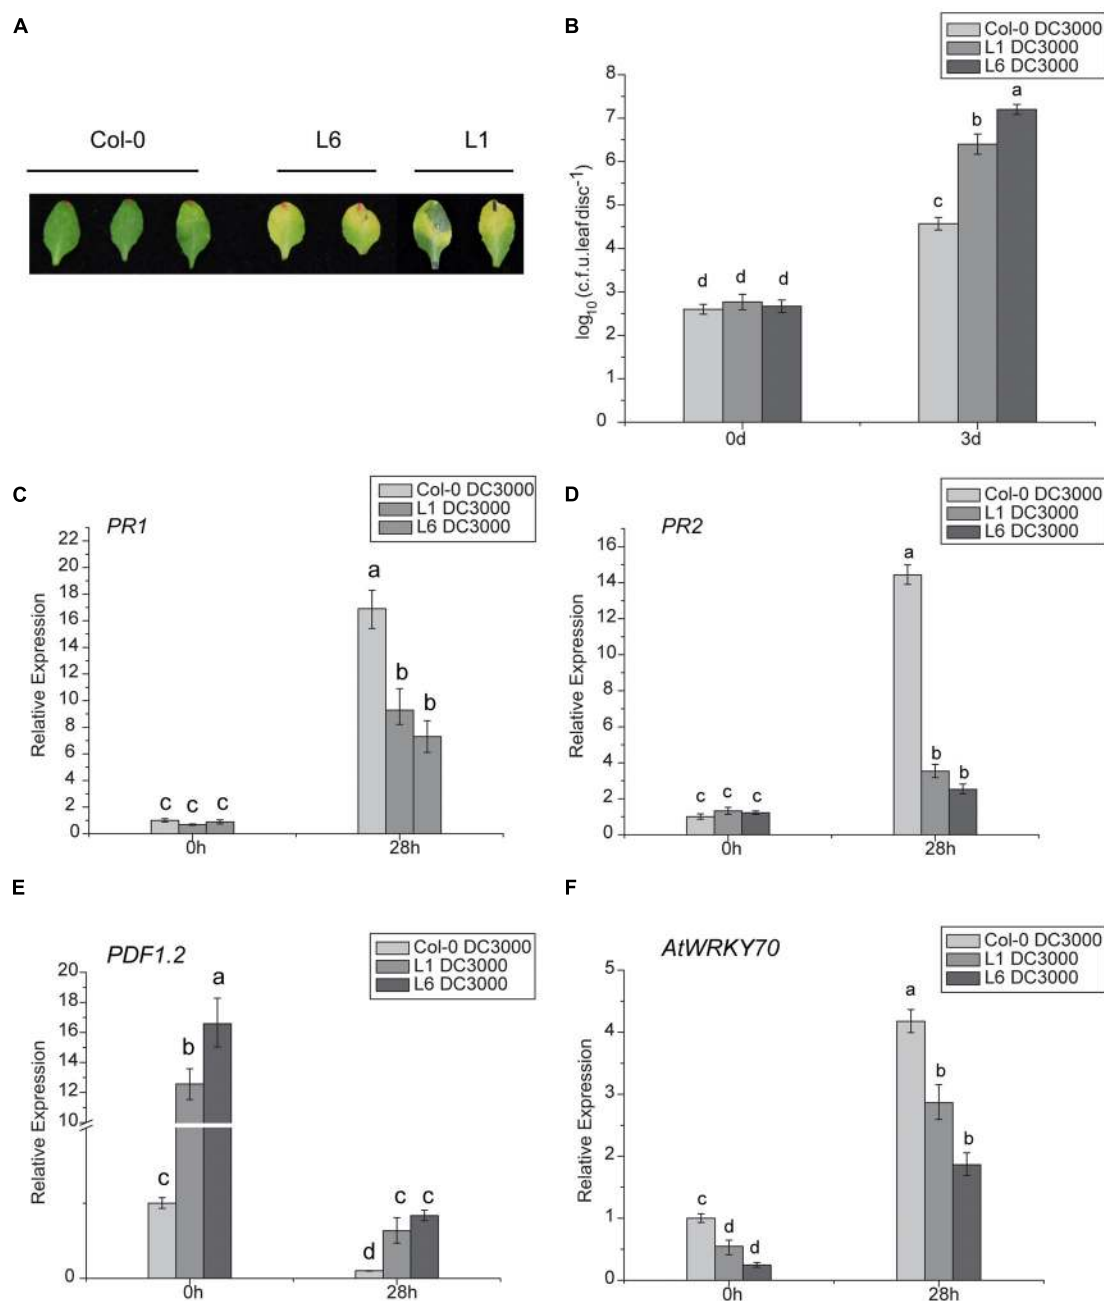 A
Col-0 L6 L1
B
Col-0 DC3000
L1 DC3000
L6 DC3000
log10 (c.f.u.leaf disc-1)
7
6
5
4
3
2
1
0
d d d
c b a
0d 3d
C
PR1
Col-0 DC3000
L1 DC3000
L6 DC3000
Relative Expression
22
20
18
16
14
12
10
8
6
4
2
0
c c c
a b b
0h 28h
D
PR2
Col-0 DC3000
L1 DC3000
L6 DC3000
Relative Expression
16
14
12
10
8
6
4
2
0
c c c
a b b
0h 28h
E
PDF1.2
Col-0 DC3000
L1 DC3000
L6 DC3000
Relative Expression
20
18
16
14
12
10
0
c b a
d c c
0h 28h
F
AtWRKY70
Col-0 DC3000
L1 DC3000
L6 DC3000
Relative Expression
5
4
3
2
1
0
c d d
a b b
0h 28h